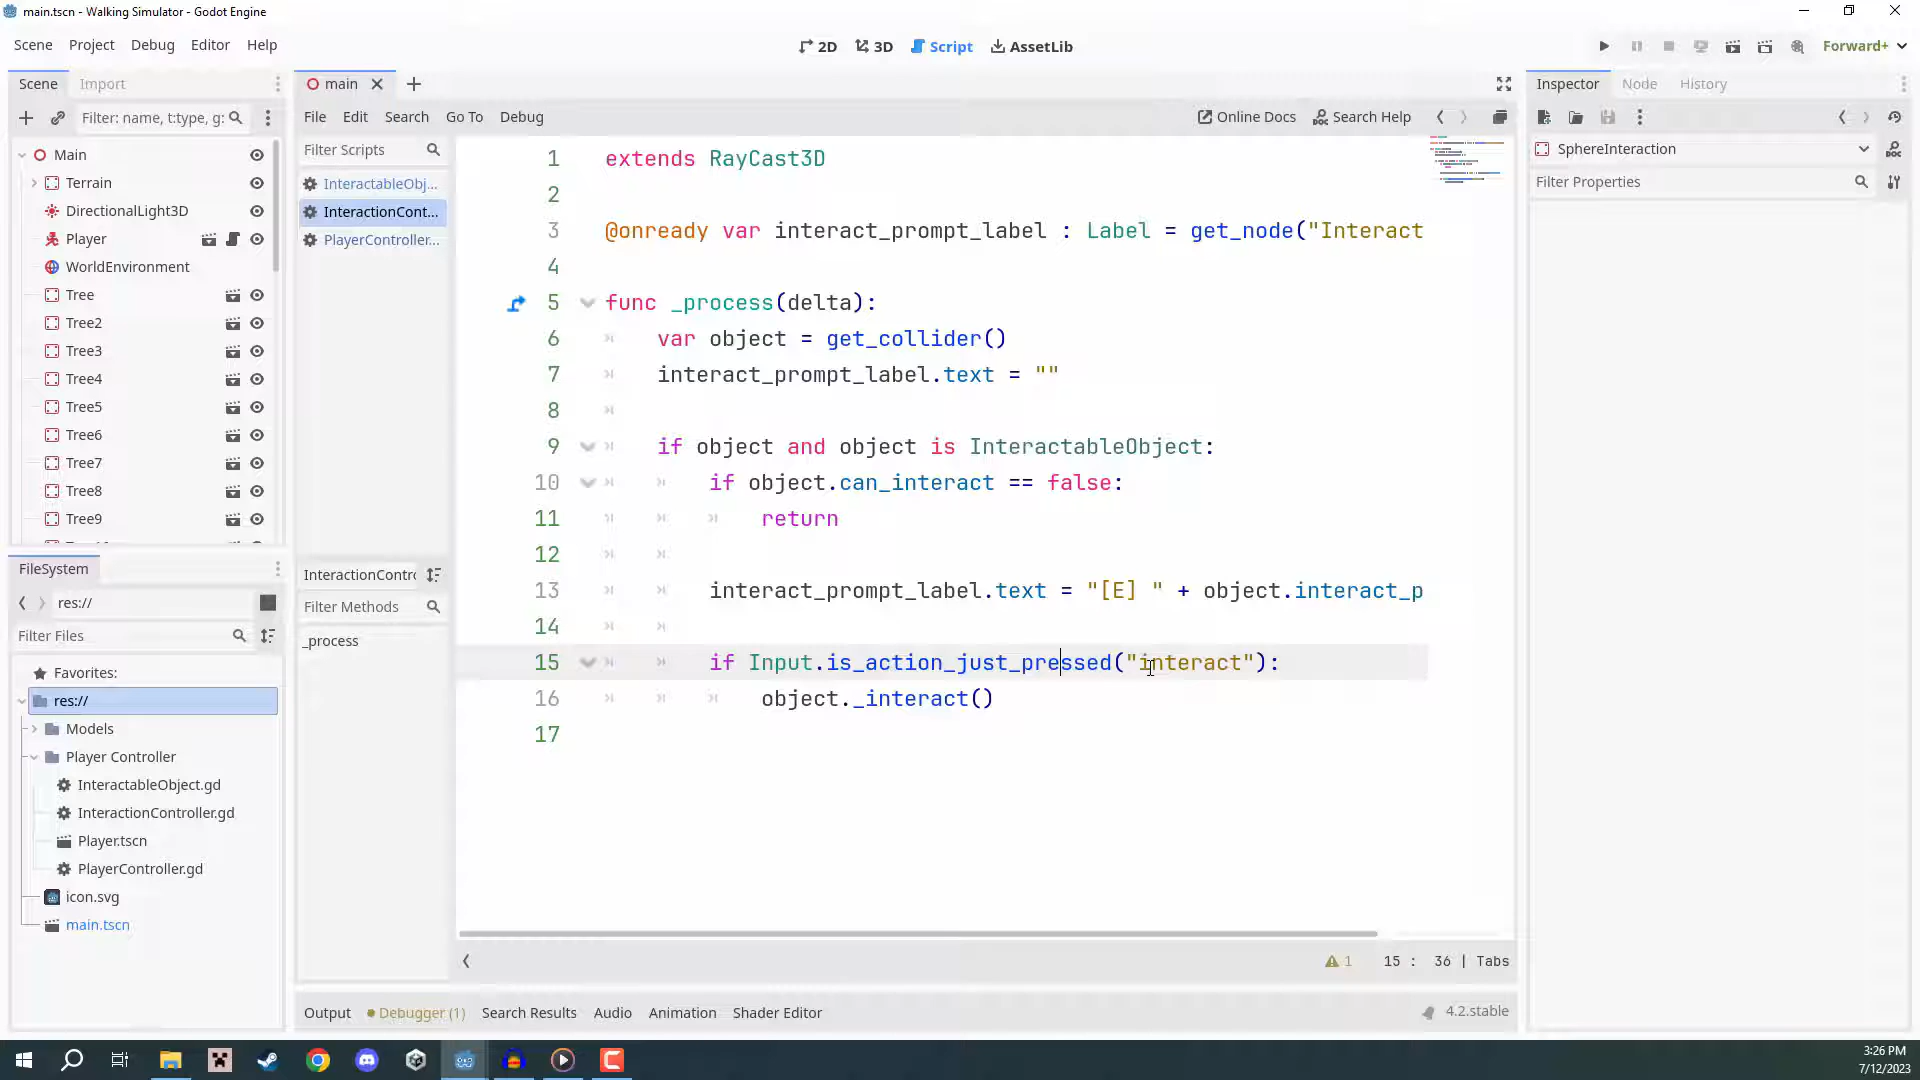 main.tscn - Walking Simulator - Godot Engine
Scene Project Debug Editor Help
2D 3D Script AssetLib
Forward+
Scene Import
main
Inspector Node History
Filter: name, t:type, g:
File Edit Search Go To Debug
Online Docs Search Help
Main
Terrain
DirectionalLight3D
Player
WorldEnvironment
Tree
Tree2
Tree3
Tree4
Tree5
Tree6
Tree7
Tree8
Tree9
Filter Scripts
InteractableObj...
InteractionCont...
PlayerController...
InteractionContro
Filter Methods
_process
1 extends RayCast3D
2
3 @onready var interact_prompt_label : Label = get_node("Interact
4
5 func _process(delta):
6 var object = get_collider()
7 interact_prompt_label.text = ""
8
9 if object and object is InteractableObject:
10 if object.can_interact == false:
11 return
12
13 interact_prompt_label.text = "[E] " + object.interact_p
14
15 if Input.is_action_just_pressed("interact"):
16 object._interact()
17
SphereInteraction
Filter Properties
FileSystem
res://
Filter Files
Favorites:
res://
Models
Player Controller
InteractableObject.gd
InteractionController.gd
Player.tscn
PlayerController.gd
icon.svg
main.tscn
1 15 : 36 | Tabs
Output Debugger (1) Search Results Audio Animation Shader Editor
4.2.stable
3:26 PM
7/12/2023